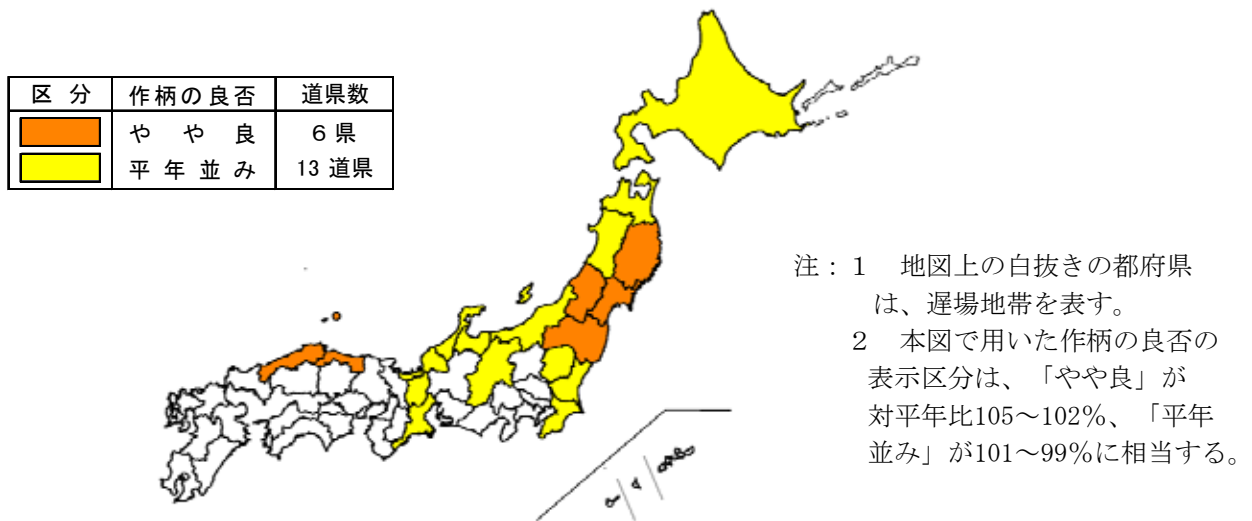 区分 作柄の良否 道県数
やや良 6県
平年並み 13道県
注：1　地図上の白抜きの都府県
は、遅場地帯を表す。
2　本図で用いた作柄の良否の
表示区分は、「やや良」が
対平年比105～102％、「平年
並み」が101～99％に相当する。